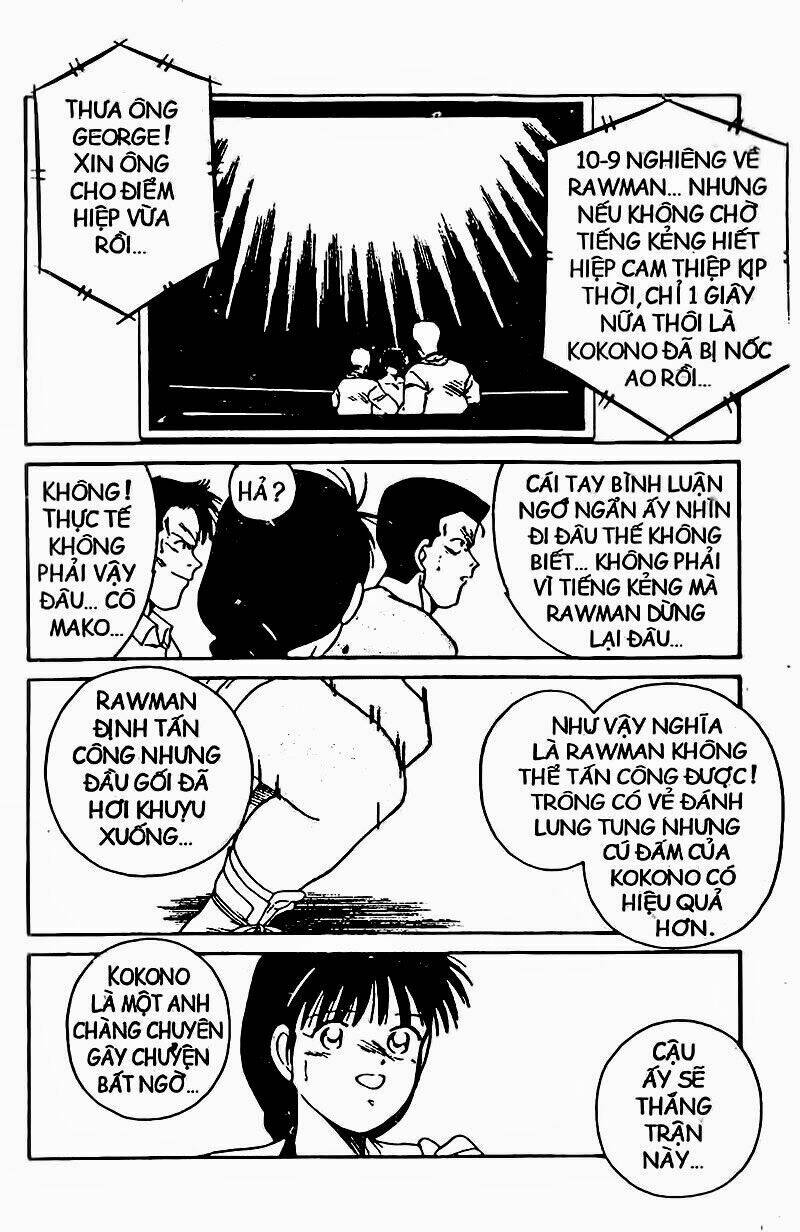 THƯA ÔNG
GEORGE!
XIN ÔNG
CHO ĐIỂM
HIỆP VỪA
RỒI...
10-9 NGHIÊNG VỀ
RAWMAN... NHƯNG
NẾU KHÔNG CHỜ
TIẾNG KẺNG HIẾT
HIỆP CAM THIỆP KỊP
THỜI, CHỈ 1 GIÂY
NỮA THÔI LÀ
KOKONO ĐÃ BỊ NỐC
AO RỒI...
KHÔNG!
THỰC TẾ
KHÔNG
PHẢI VẬY
ĐÂU... CÔ
MAKO...
HẢ?
CÁI TAY BÌNH LUẬN
NGỚ NGẨN ẤY NHÌN
ĐI ĐÂU THẾ KHÔNG
BIẾT... KHÔNG PHẢI
VÌ TIẾNG KẺNG MÀ
RAWMAN DỪNG
LẠI ĐÂU...
RAWMAN
ĐỊNH TẤN
CÔNG NHƯNG
ĐẦU GỐI ĐÃ
HƠI KHUỴU
XUỐNG...
NHƯ VẬY NGHĨA
LÀ RAWMAN KHÔNG
THỂ TẤN CÔNG ĐƯỢC!
TRÔNG CÓ VẺ ĐÁNH
LUNG TUNG NHƯNG
CÚ ĐẤM CỦA
KOKONO CÓ
HIỆU QUẢ
HƠN.
KOKONO
LÀ MỘT ANH
CHÀNG CHUYÊN
GÂY CHUYỆN
BẤT NGỜ...
CẬU
ẤY SẼ
THẮNG
TRẬN
NÀY...